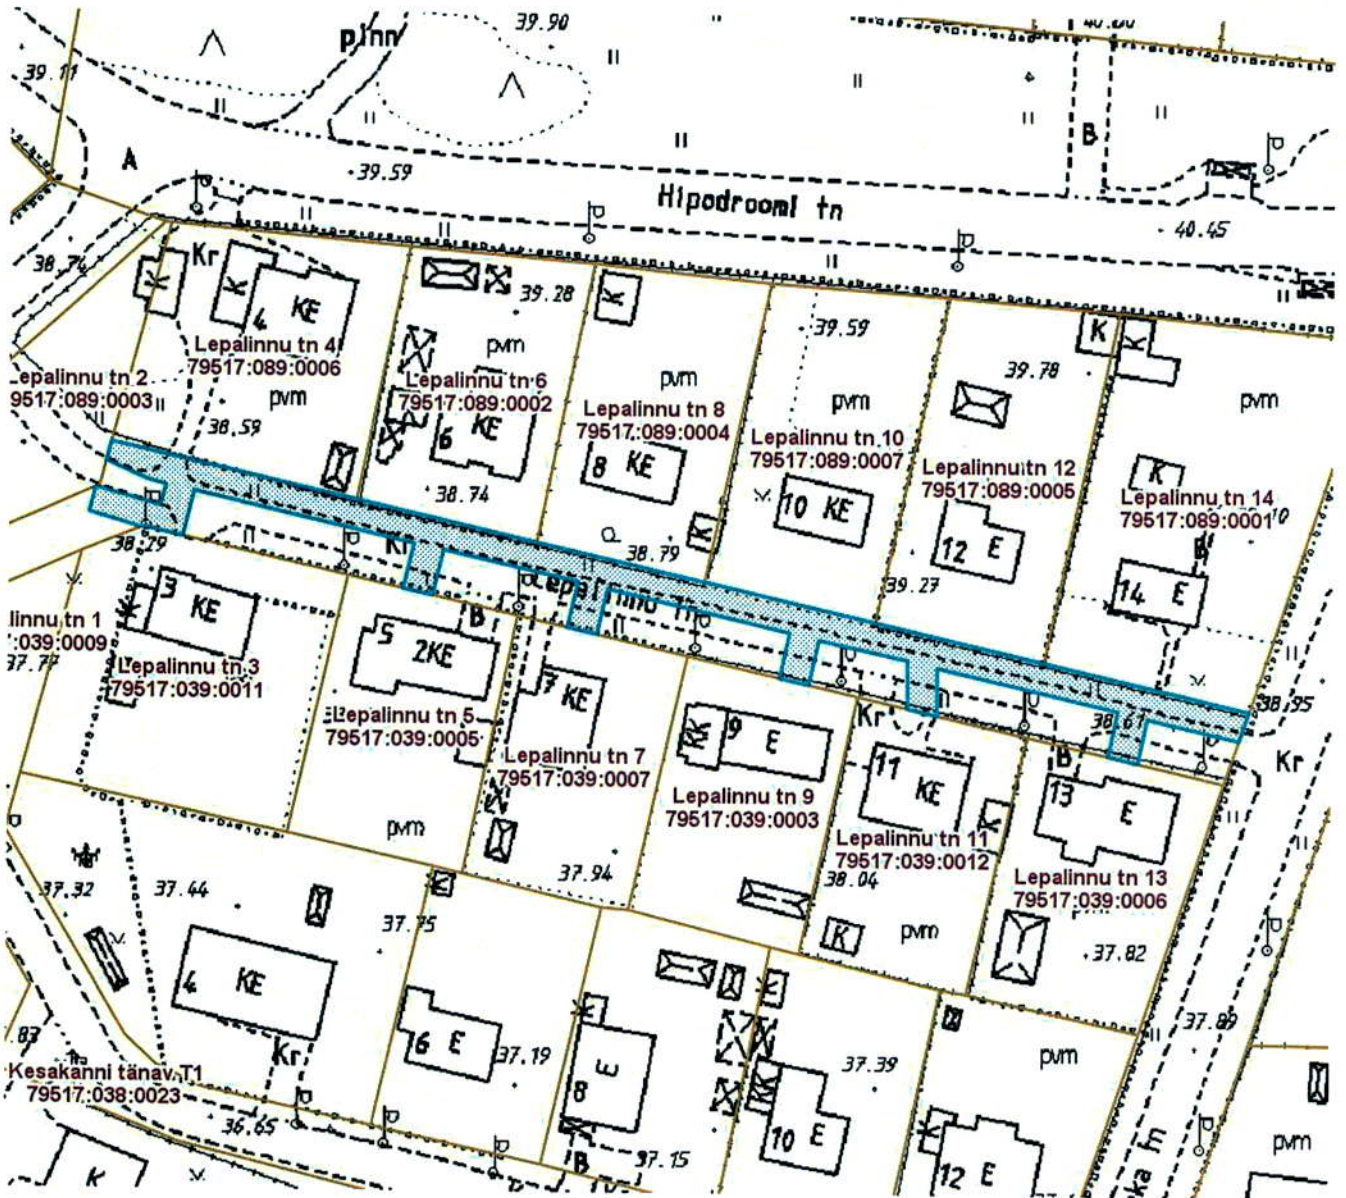 39.90
40.00
pinn
39.11
A
B
39.59
Hipodroomi tn
40.45
38.74
Kr
K
K
4
KE
39.28
K
39.59
K
K
39.78
Lepalinnu tn 4
79517:089:0006
pvm
epalinnu tn 2
9517:089:0003
pvm
38.59
Lepalinnu tn 6
79517:089:0002
6
KE
pvm
Lepalinnu tn 8
79517:089:0004
8 KE
pvm
Lepalinnu tn 10
79517:089:0007
10 KE
Lepalinnu tn 12
79517:089:0005
12 E
pvm
K
Lepalinnu tn 14
79517:089:0001
B
14 E
38.74
K
38.79
39.27
38.29
Kr
Lepalinnu tn
B
linnu tn 1
:039:0009
37.77
K
3
KE
Lepalinnu tn 3
79517:039:0011
5
2KE
Lepalinnu tn 5
79517:039:0005
pvm
7
KE
Lepalinnu tn 7
79517:039:0007
KK
9
E
Lepalinnu tn 9
79517:039:0003
Kr
11
KE
K
Lepalinnu tn 11
79517:039:0012
38.04
38.61
38.95
Kr
B
13
E
Lepalinnu tn 13
79517:039:0006
37.94
K
pvm
37.82
37.32
37.44
37.75
K
4
KE
Kr
6 E
37.19
K
E
8
K
KK
10 E
37.39
K
12 E
pvm
37.89
.83
Kesakanni tänav T1
79517:038:0023
36.65
B
37.15
K
ka tn
pvm